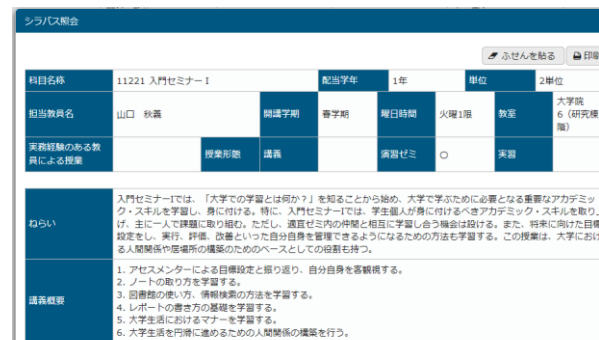 シラバス照会
ふせんを貼る 印刷
科目名称 11221 入門セミナーⅠ 配当学年 1年 単位 2単位
担当教員名 山口 秋義 開講学期 春学期 曜日時間 火曜1限 教室 大学院
6（研究棟
階）
実務経験のある教
員による授業 授業形態 講義 演習ゼミ ○ 実習
ねらい
入門セミナーⅠでは、「大学での学習とは何か？」を知ることから始め、大学で学ぶために必要となる重要なアカデミッ
ク・スキルを学習し、身に付ける。特に、入門セミナーⅠでは、学生個人が身に付けるべきアカデミック・スキルを取り上
げ、主に一人で課題に取り組む。ただし、適宜ゼミ内の仲間と相互に学習し合う機会は設ける。また、将来に向けた目標
設定をし、実行、評価、改善といった自分自身を管理できるようになるための方法も学習する。この授業は、大学におけ
る人間関係や居場所の構築のためのベースとしての役割も持つ。
講義概要
1. アセスメンターによる目標設定と振り返り、自分自身を客観視する。
2. ノートの取り方を学習する。
3. 図書館の使い方、情報検索の方法を学習する。
4. レポートの書き方の基礎を学習する。
5. 大学生活におけるマナーを学習する。
6. 大学生活を円滑に進めるための人間関係の構築を行う。